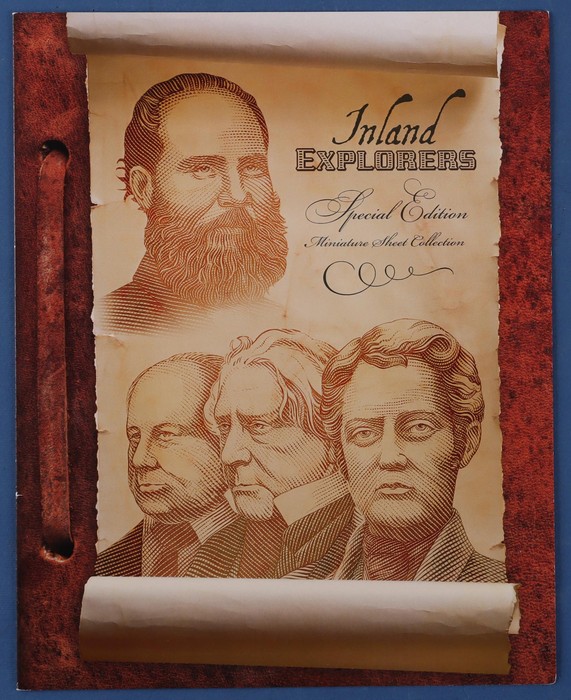 Inland
EXPLORERS
Special Edition
Miniature Sheet Collection